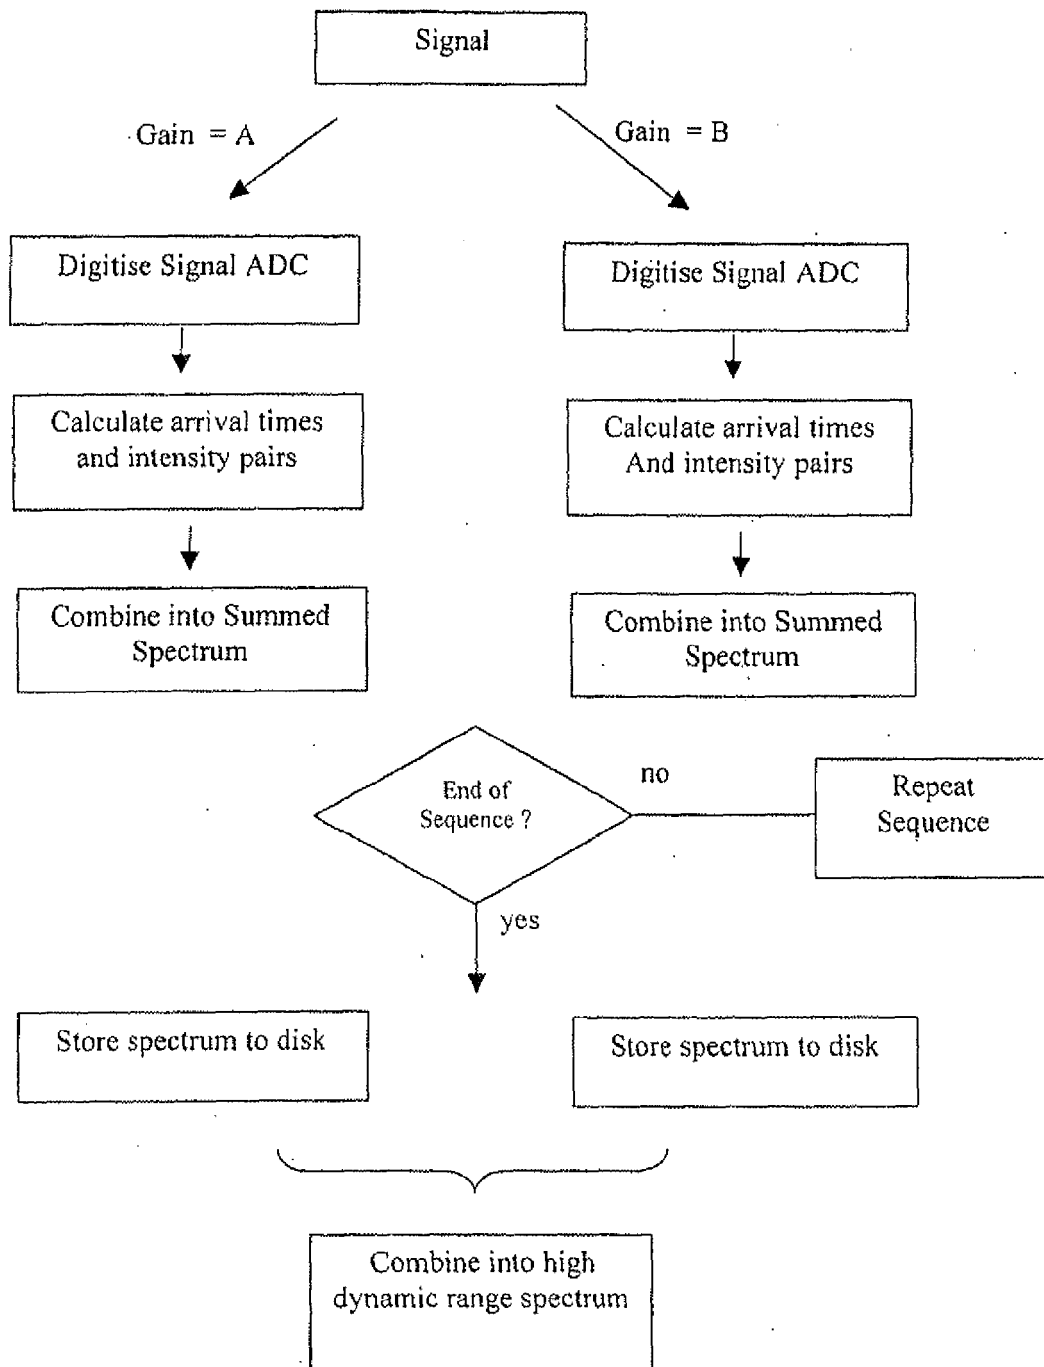 Signal
Gain = A
Gain = B
Digitise Signal ADC
Digitise Signal ADC
Calculate arrival times
and intensity pairs
Calculate arrival times
And intensity pairs
Combine into Summed
Spectrum
Combine into Summed
Spectrum
End of
Sequence ?
no
Repeat
Sequence
yes
Store spectrum to disk
Store spectrum to disk
Combine into high
dynamic range spectrum